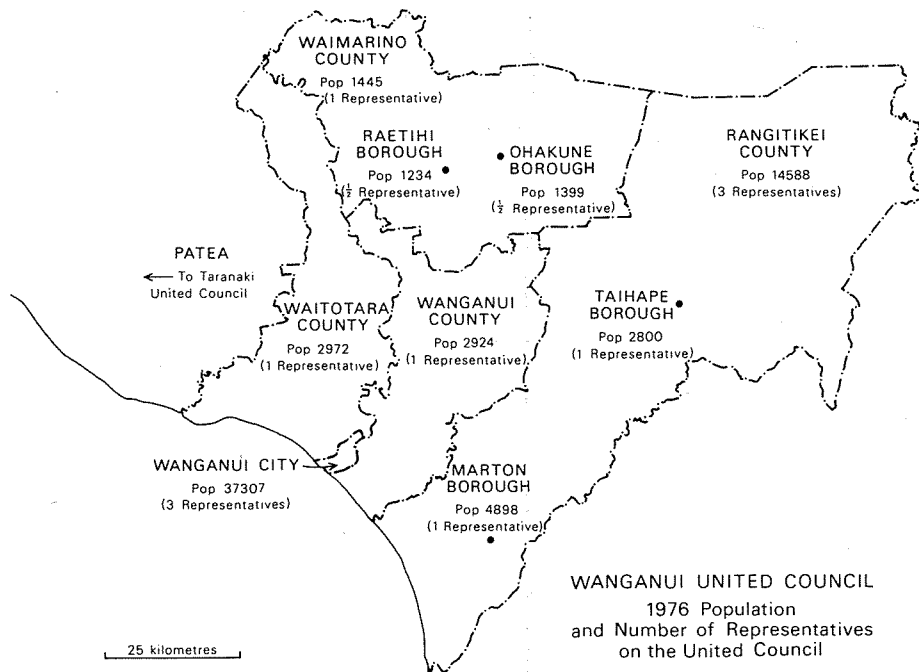 WAIMARINO
COUNTY
Pop 1445
(1 Representative)
RAETIHI
BOROUGH
Pop 1234
(½ Representative)
OHAKUNE
BOROUGH
Pop 1399
(½ Representative)
RANGITIKEI
COUNTY
Pop 14588
(3 Representatives)
PATEA
← To Taranaki
United Council
WAITOTARA
COUNTY
Pop 2972
(1 Representative)
WANGANUI
COUNTY
Pop 2924
(1 Representative)
TAIHAPE
BOROUGH
Pop 2800
(1 Representative)
WANGANUI CITY
Pop 37307
(3 Representatives)
MARTON
BOROUGH
Pop 4898
(1 Representative)
WANGANUI UNITED COUNCIL
1976 Population
and Number of Representatives
on the United Council
25 kilometres